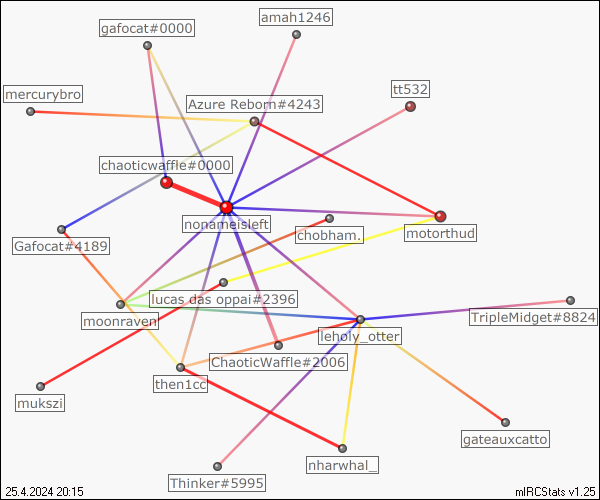 amah1246
gafocat#0000
tt532
mercurybro
Azure Reborn#4243
chaoticwaffle#0000
nonameisleft
chobham.
motorthud
Gafocat#4189
lucas das oppai#2396
moonraven
TripleMidget#8824
leholy_otter
ChaoticWaffle#2006
then1cc
mukszi
gateauxcatto
nharwhal_
Thinker#5995
25.4.2024 20:15
mIRCStats v1.25